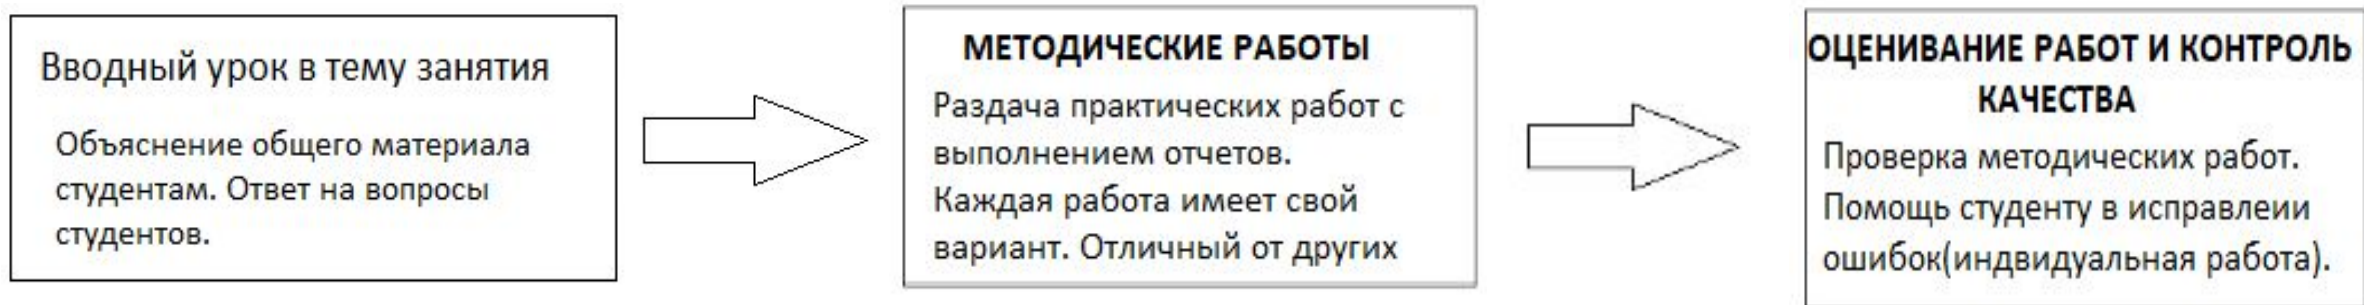 Вводный урок в тему занятия
Объяснение общего материала
студентам. Ответ на вопросы
студентов.
МЕТОДИЧЕСКИЕ РАБОТЫ
Раздача практических работ с
выполнением отчетов.
Каждая работа имеет свой
вариант. Отличный от других
ОЦЕНИВАНИЕ РАБОТ И КОНТРОЛЬ
КАЧЕСТВА
Проверка методических работ.
Помощь студенту в исправлеии
ошибок(индвидуальная работа).